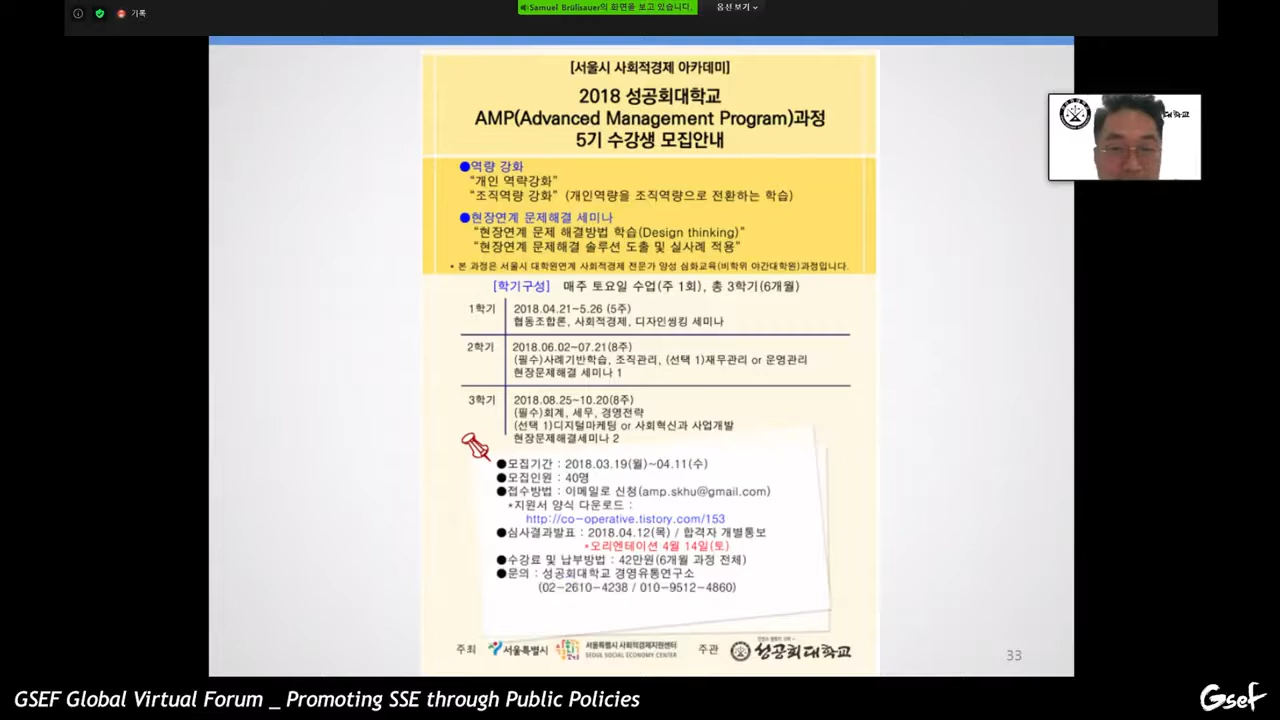 기록
Samuel Brülisauer의 화면을 보고 있습니다.
옵션 보기
[서울시 사회적경제 아카데미]
2018 성공회대학교
AMP(Advanced Management Program)과정
5기 수강생 모집안내
●역량 강화
“개인 역략강화”
“조직역량 강화” (개인역량을 조직역량으로 전환하는 학습)
●현장연계 문제해결 세미나
“현장연계 문제 해결방법 학습(Design thinking)”
“현장연계 문제해결 솔루션 도출 및 실사례 적용”
* 본 과정은 서울시 대학원연계 사회적경제 전문가 양성 심화교육(비학위 야간대학원)과정입니다.
[학기구성] 매주 토요일 수업(주 1회), 총 3학기(6개월)
1학기 2018.04.21~5.26 (5주)
협동조합론, 사회적경제, 디자인씽킹 세미나
2학기 2018.06.02~07.21(8주)
(필수)사례기반학습, 조직관리, (선택 1)재무관리 or 운영관리
현장문제해결 세미나 1
3학기 2018.08.25~10.20(8주)
(필수)회계, 세무, 경영전략
(선택 1)디지털마케팅 or 사회혁신과 사업개발
현장문제해결세미나 2
●모집기간 : 2018.03.19(월)~04.11(수)
●모집인원 : 40명
●접수방법 : 이메일로 신청(amp.skhu@gmail.com)
*지원서 양식 다운로드 :
http://co-operative.tistory.com/153
●심사결과발표 : 2018.04.12(목) / 합격자 개별통보
*오리엔테이션 4월 14일(토)
●수강료 및 납부방법 : 42만원(6개월 과정 전체)
●문의 : 성공회대학교 경영유통연구소
(02-2610-4238 / 010-9512-4860)
주최 서울특별시 서울특별시 사회적경제지원센터
SEOUL SOCIAL ECONOMY CENTER
주관 성공회대학교
33
대학교
GSEF Global Virtual Forum _ Promoting SSE through Public Policies
Gsef